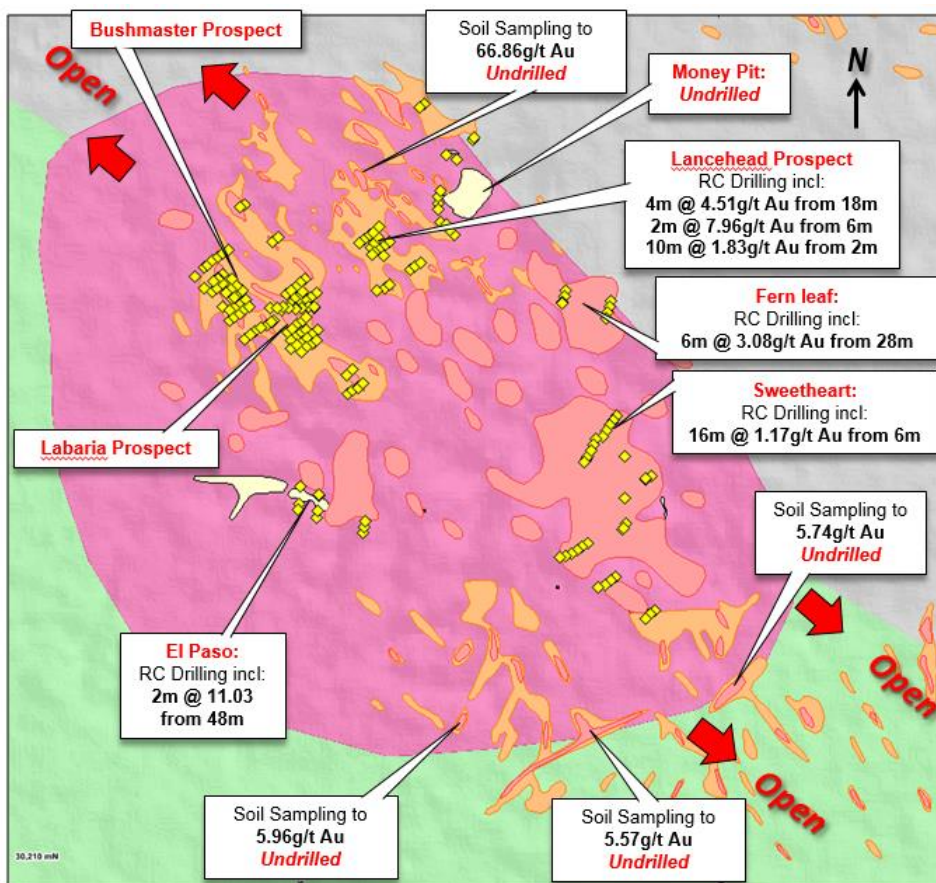 Bushmaster Prospect
Open
Soil Sampling to
66.86g/t Au
Undrilled
Money Pit:
Undrilled
N
Lancehead Prospect
RC Drilling incl:
4m @ 4.51g/t Au from 18m
2m @ 7.96g/t Au from 6m
10m @ 1.83g/t Au from 2m
Fern leaf:
RC Drilling incl:
6m @ 3.08g/t Au from 28m
Sweetheart:
RC Drilling incl:
16m @ 1.17g/t Au from 6m
Labaria Prospect
Soil Sampling to
5.74g/t Au
Undrilled
El Paso:
RC Drilling incl:
2m @ 11.03
from 48m
Open
Open
Soil Sampling to
5.96g/t Au
Undrilled
Soil Sampling to
5.57g/t Au
Undrilled
30,210 mN